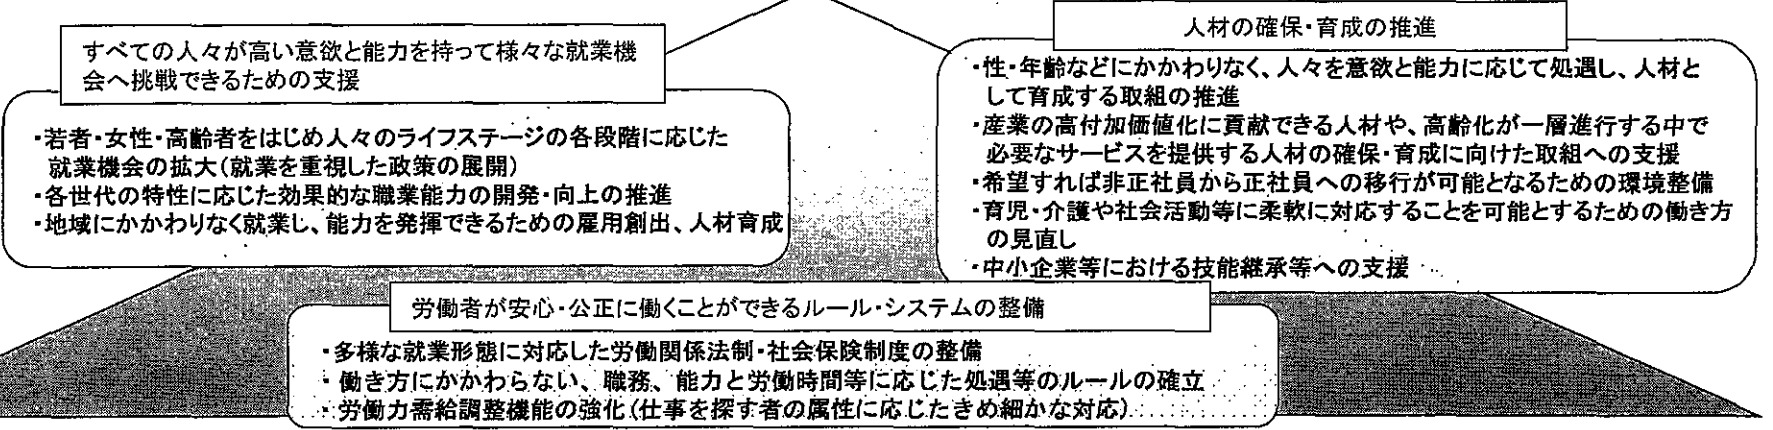 すべての人々が高い意欲と能力を持って様々な就業機
会へ挑戦できるための支援
・若者・女性・高齢者をはじめ人々のライフステージの各段階に応じた
就業機会の拡大(就業を重視した政策の展開)
・各世代の特性に応じた効果的な職業能力の開発・向上の推進
・地域にかかわりなく就業し、能力を発揮できるための雇用創出、人材育成
人材の確保・育成の推進
・性・年齢などにかかわりなく、人々を意欲と能力に応じて処遇し、人材と
して育成する取組の推進
・産業の高付加価値化に貢献できる人材や、高齢化が一層進行する中で
必要なサービスを提供する人材の確保・育成に向けた取組への支援
・希望すれば非正社員から正社員への移行が可能となるための環境整備
・育児・介護や社会活動等に柔軟に対応することを可能とするための働き方
の見直し
・中小企業等における技能継承等への支援
労働者が安心・公正に働くことができるルール・システムの整備
・多様な就業形態に対応した労働関係法制・社会保険制度の整備
・働き方にかかわらない、職務、能力と労働時間等に応じた処遇等のルールの確立
・労働力需給調整機能の強化(仕事を探す者の属性に応じたきめ細かな対応)